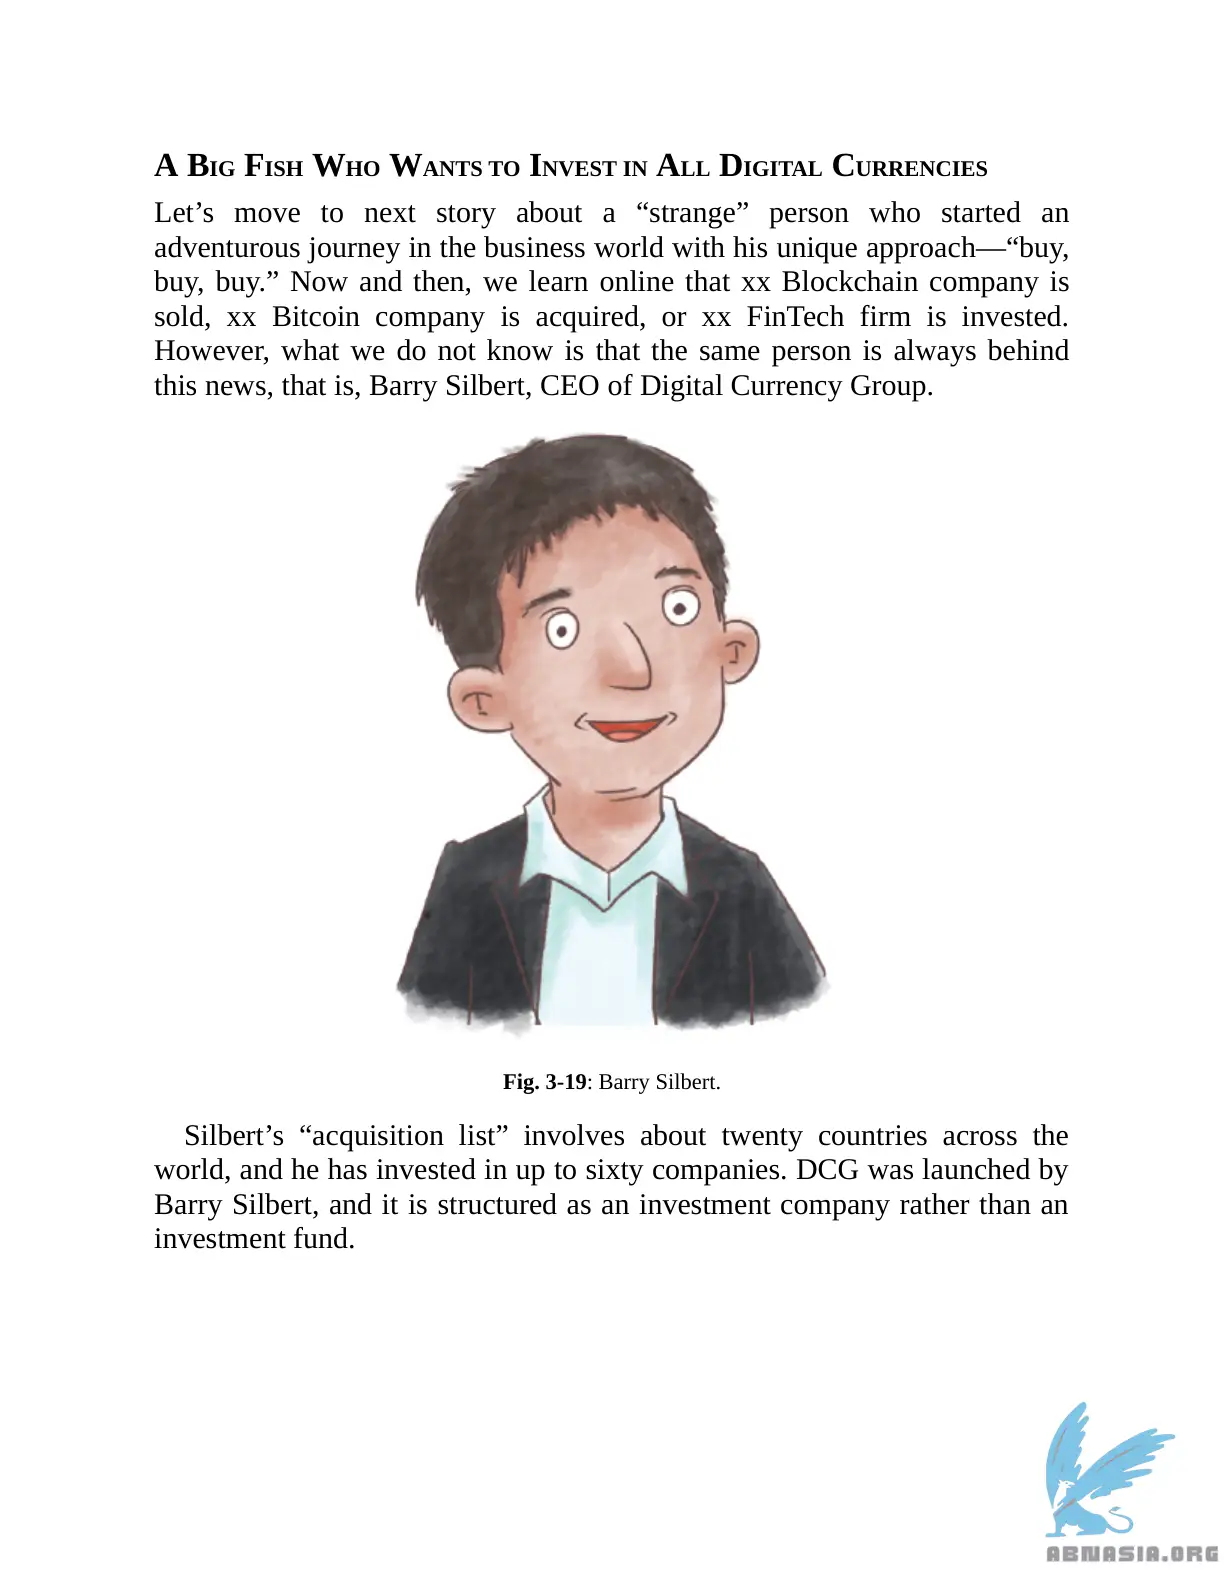 A BIG FISH WHO WANTS TO INVEST IN ALL DIGITAL CURRENCIES
Let’s move to next story about a “strange” person who started an
adventurous journey in the business world with his unique approach—“buy,
buy, buy.” Now and then, we learn online that xx Blockchain company is
sold, xx Bitcoin company is acquired, or xx FinTech firm is invested.
However, what we do not know is that the same person is always behind
this news, that is, Barry Silbert, CEO of Digital Currency Group.
Fig. 3-19: Barry Silbert.
Silbert’s “acquisition list” involves about twenty countries across the
world, and he has invested in up to sixty companies. DCG was launched by
Barry Silbert, and it is structured as an investment company rather than an
investment fund.
ABNASIA.ORG